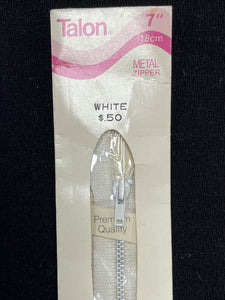 Talon 7"
18cm
METAL
ZIPPER
WHITE
$.50
Premium
Quality